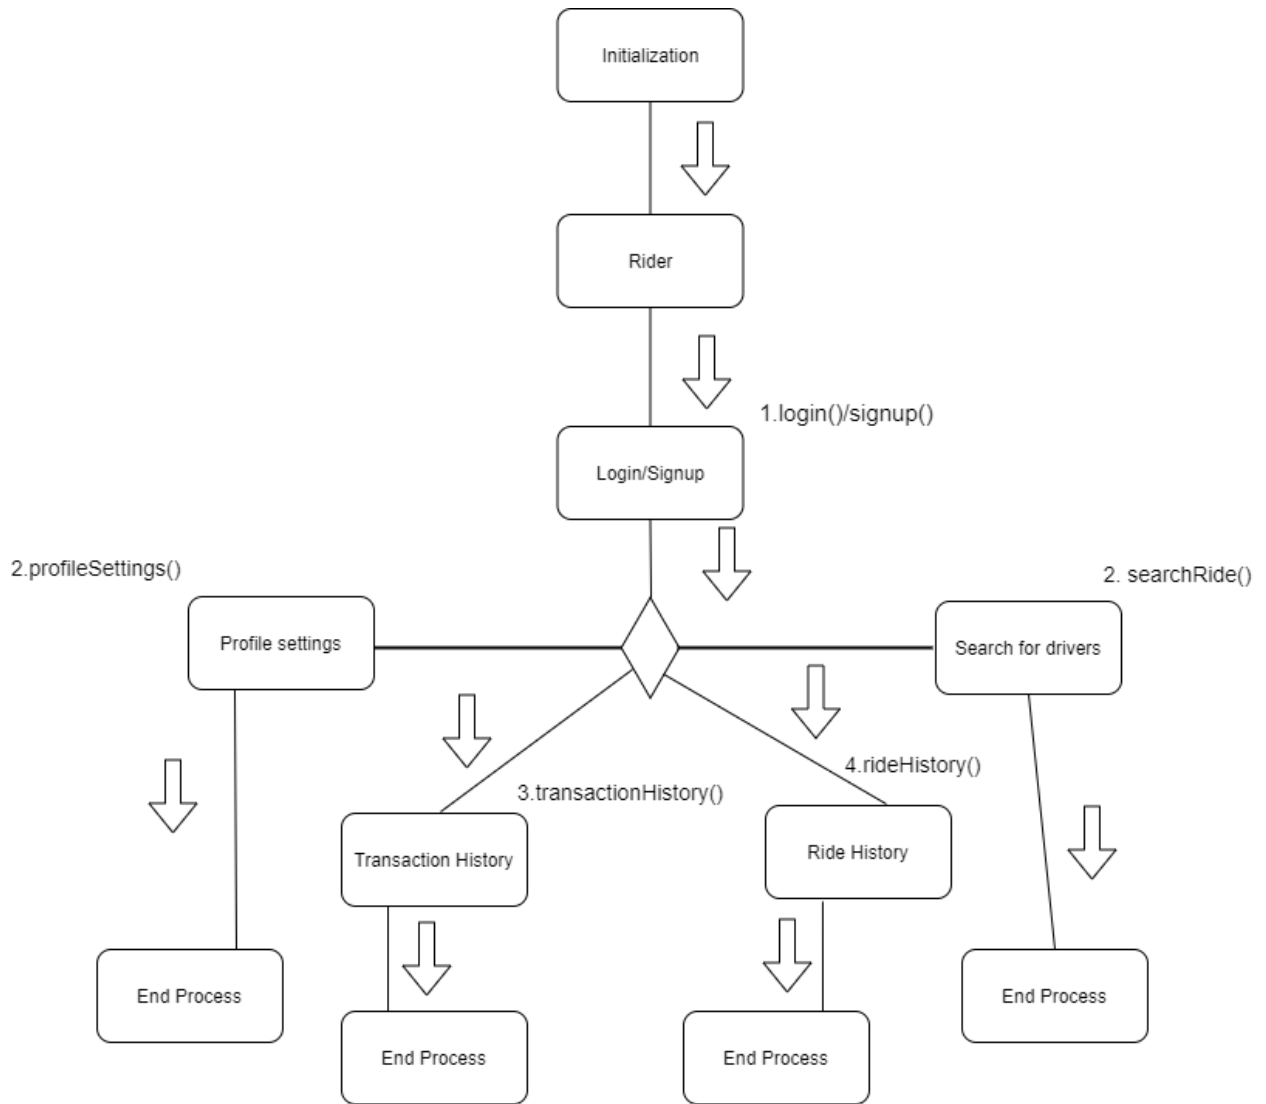 Initialization
Rider
1.login()/signup()
Login/Signup
2.profileSettings()
2. searchRide()
Profile settings
Search for drivers
4.rideHistory()
3.transactionHistory()
Transaction History
Ride History
End Process
End Process
End Process
End Process